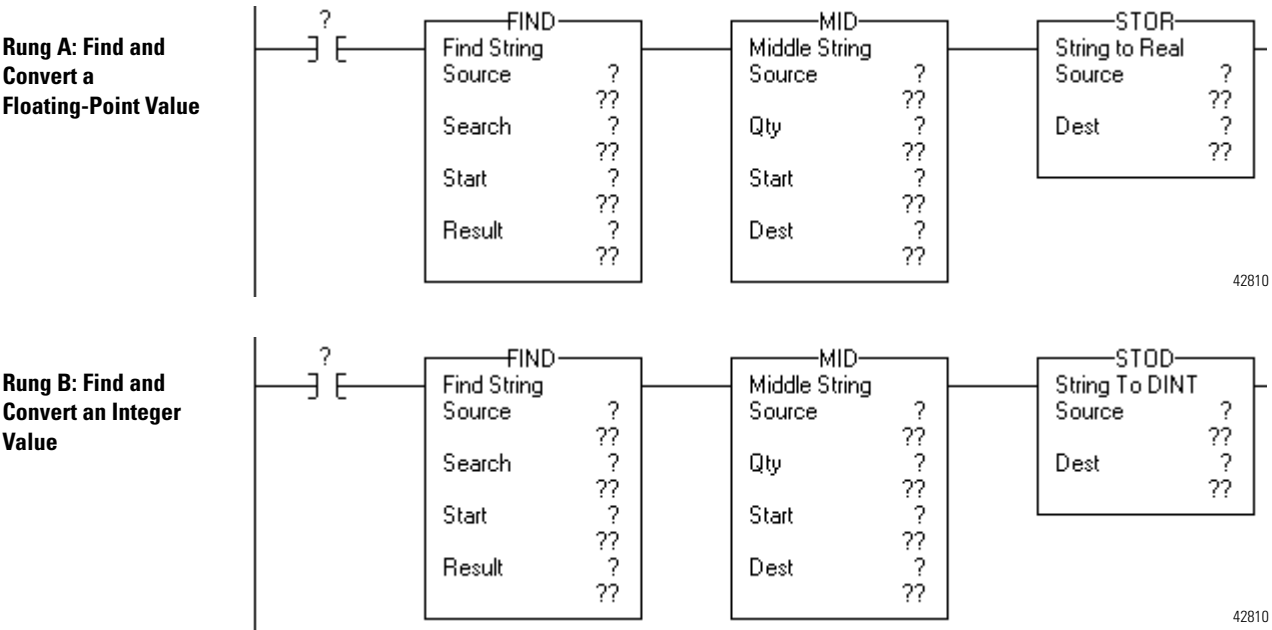 Rung A: Find and
Convert a
Floating-Point Value
?
FIND
Find String
Source ?
??
Search ?
??
Start ?
??
Result ?
??
MID
Middle String
Source ?
??
Qty ?
??
Start ?
??
Dest ?
??
STOR
String to Real
Source ?
??
Dest ?
??
42810
Rung B: Find and
Convert an Integer
Value
?
FIND
Find String
Source ?
??
Search ?
??
Start ?
??
Result ?
??
MID
Middle String
Source ?
??
Qty ?
??
Start ?
??
Dest ?
??
STOD
String To DINT
Source ?
??
Dest ?
??
42810